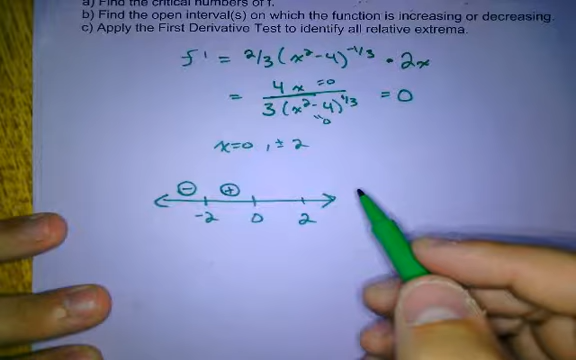 a) Find the critical numbers of f.
b) Find the open interval(s) on which the function is increasing or decreasing.
c) Apply the First Derivative Test to identify all relative extrema.
f' = 2/3 (x²-4)^-1/3 • 2x
= 4x =0 / 3(x²-4)^1/3 = 0
x=0, ±2
⊖ ⊕
-2 0 2